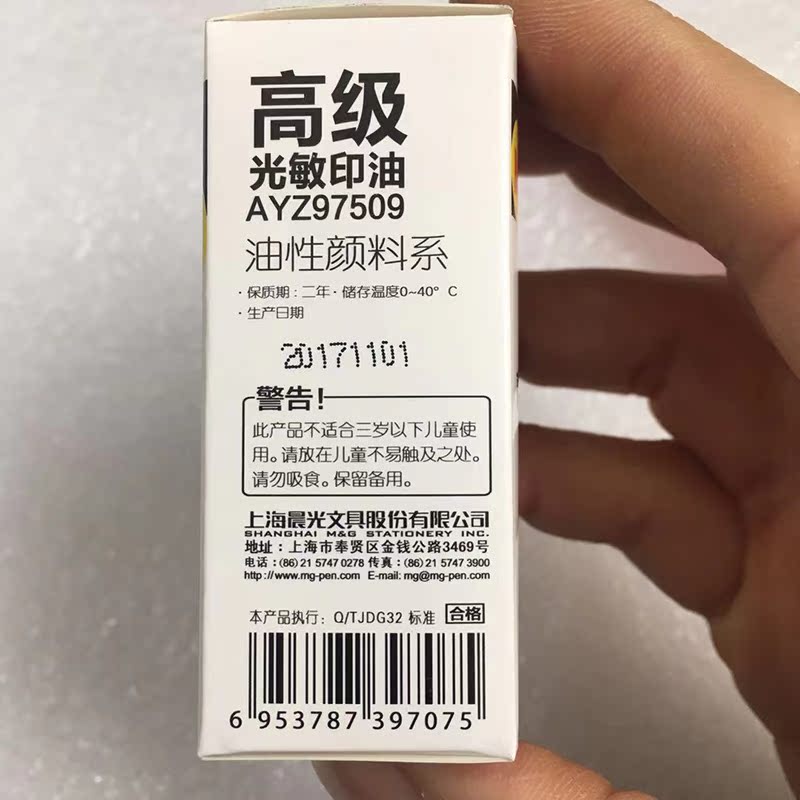 高级
光敏印油
AYZ97509
油性颜料系
·保质期：二年·储存温度0~40° C
·生产日期
20171101
警告！
此产品不适合三岁以下儿童使
用。请放在儿童不易触及之处。
请勿吸食。保留备用。
上海晨光文具股份有限公司
SHANGHAI M&G STATIONERY INC.
地址：上海市奉贤区金钱公路3469号
电话：(86) 21 5747 0278 传真：(86) 21 5747 3900
http://www.mg-pen.com E-mail: mg@mg-pen.com
本产品执行：Q/TJDG32 标准 合格
6 953787 397075